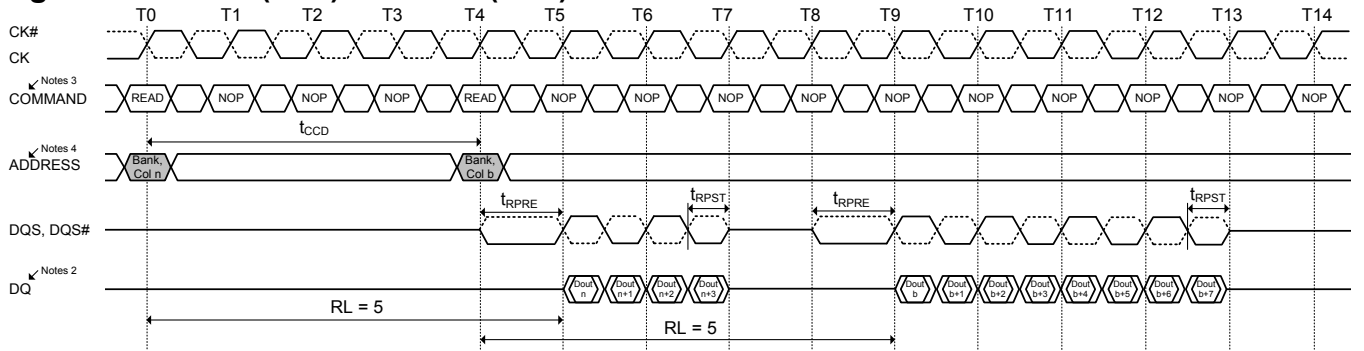 T0 T1 T2 T3 T4 T5 T6 T7 T8 T9 T10 T11 T12 T13 T14
CK#
CK
Notes 3
COMMAND READ NOP NOP NOP READ NOP NOP NOP NOP NOP NOP NOP NOP NOP NOP
tCCD
Notes 4
ADDRESS
Bank, Col n
Bank, Col b
tRPRE tRPST tRPRE tRPST
DQS, DQS#
Notes 2
DQ
Dout n
Dout n+1
Dout n+2
Dout n+3
Dout b
Dout b+1
Dout b+2
Dout b+3
Dout b+4
Dout b+5
Dout b+6
Dout b+7
RL = 5
RL = 5